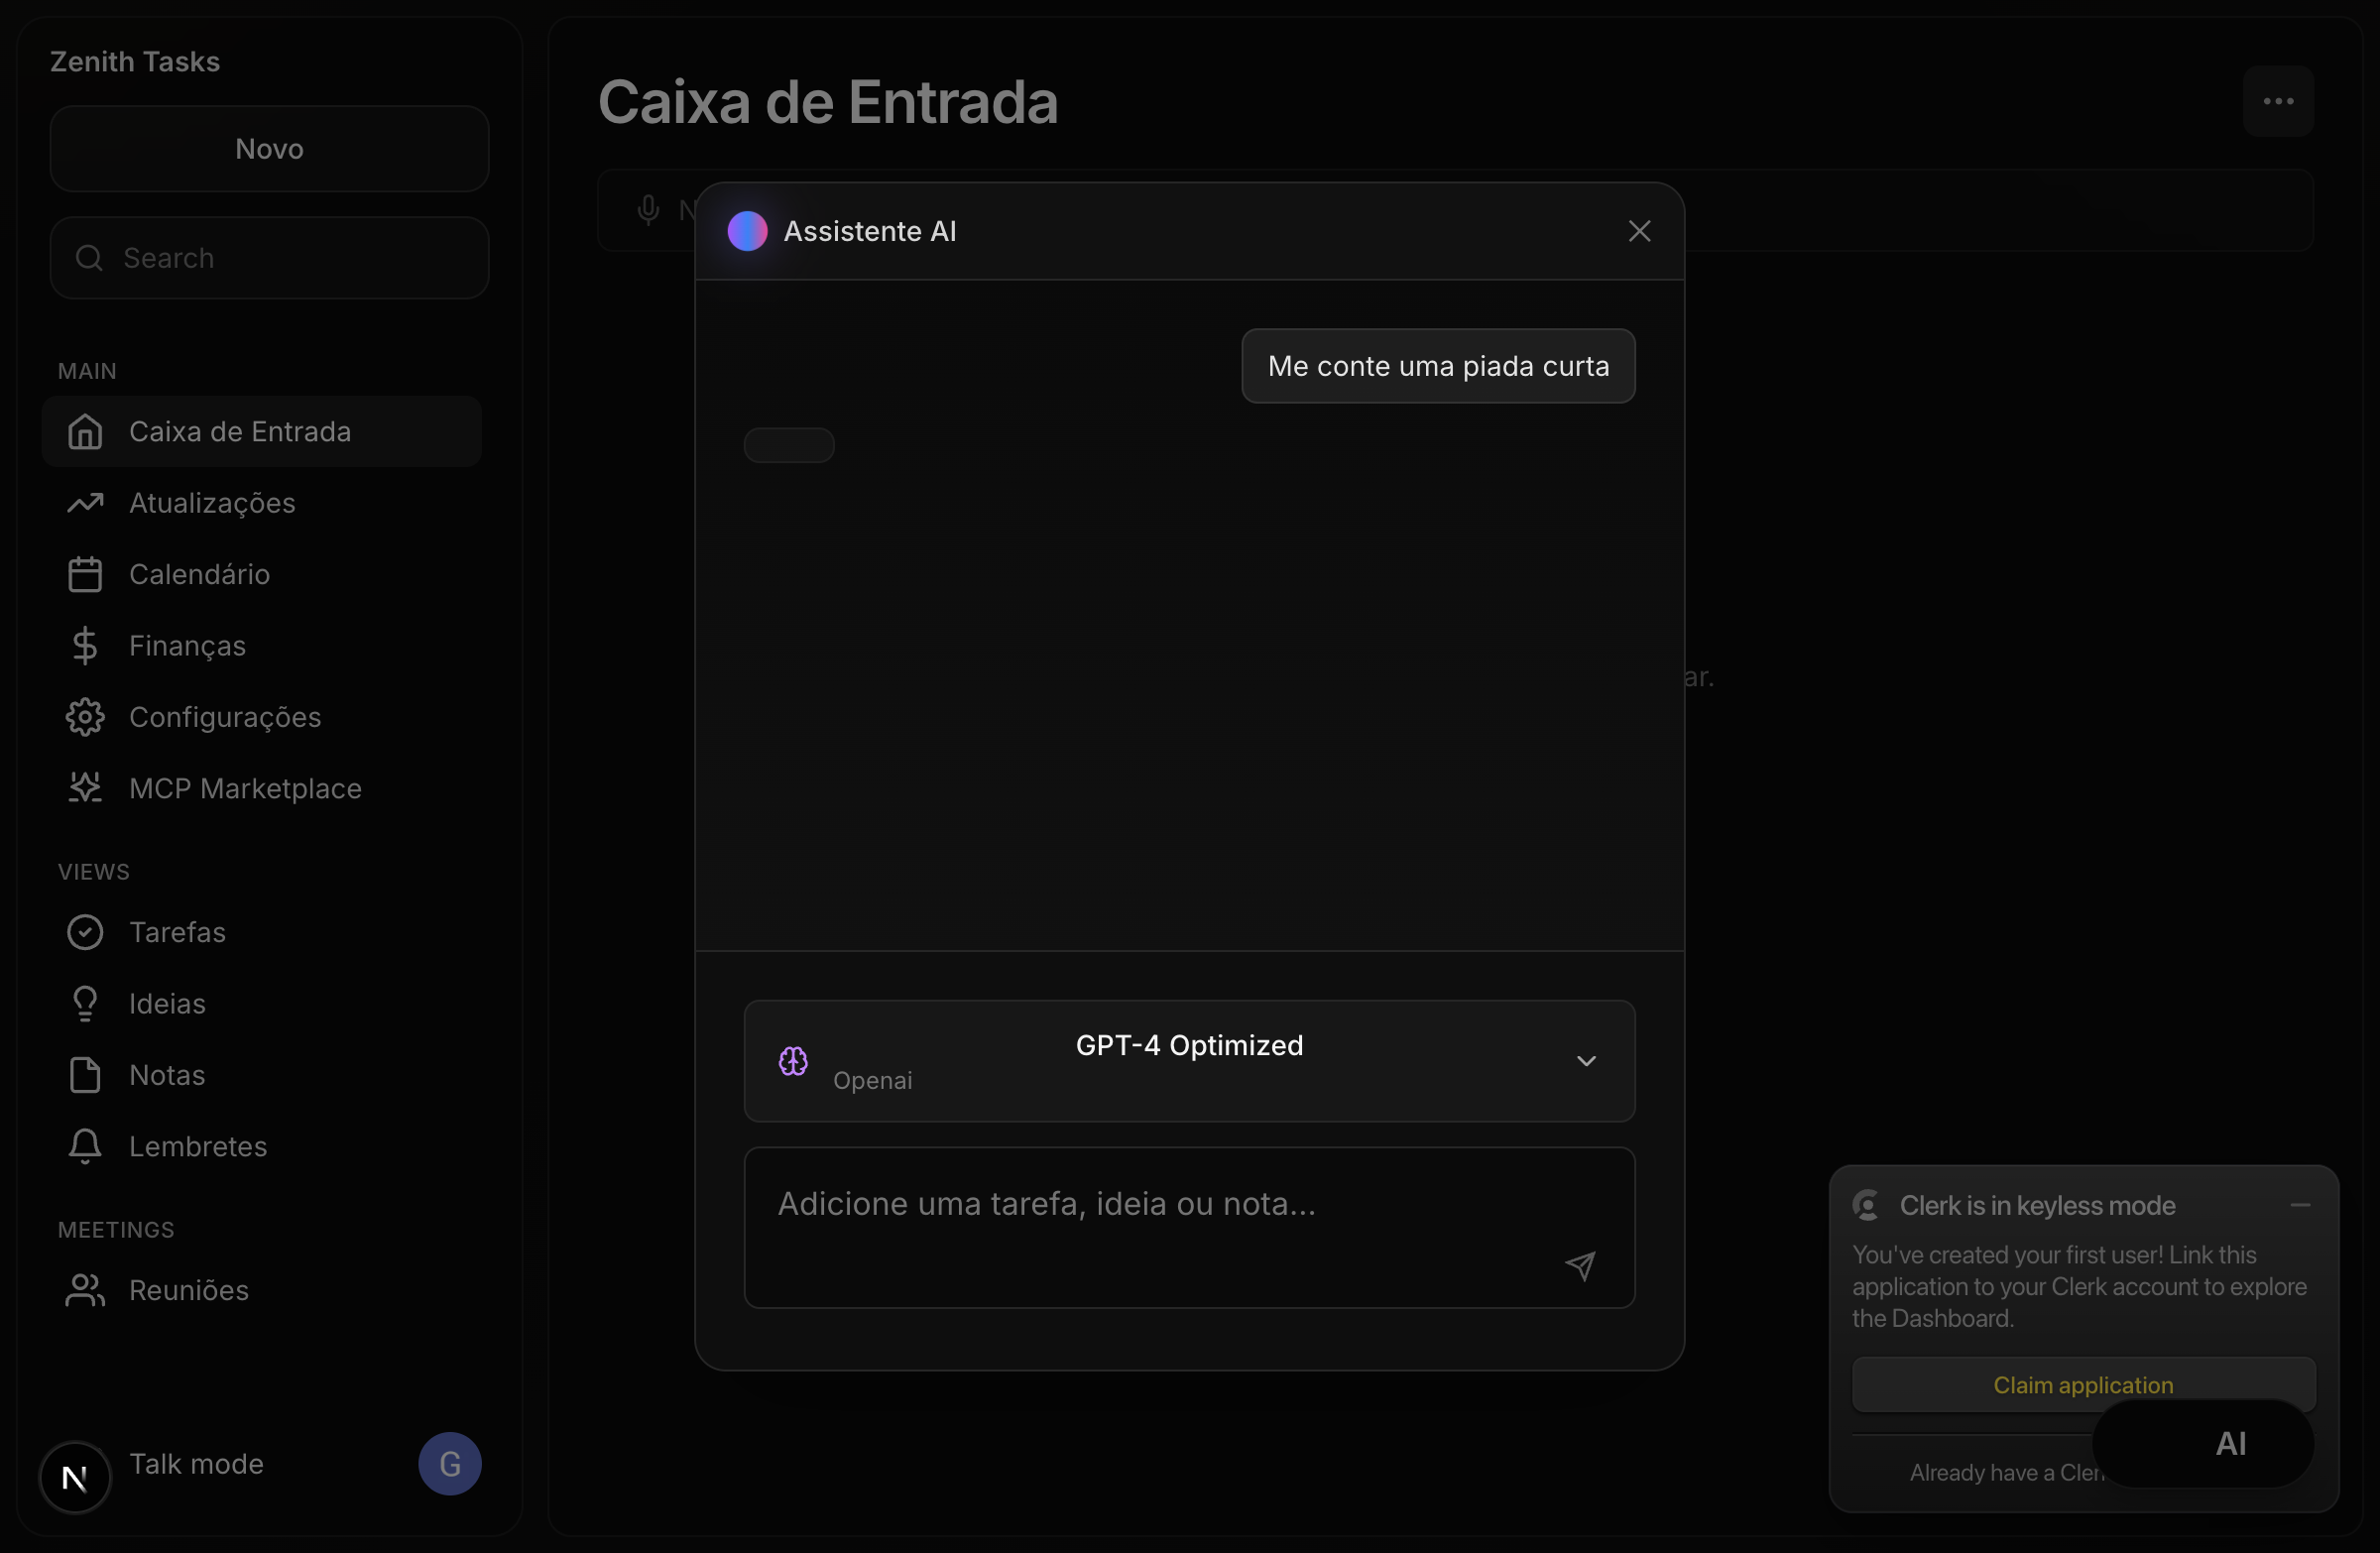 Zenith Tasks
Novo
Search
MAIN
Caixa de Entrada
Atualizações
Calendário
Finanças
Configurações
MCP Marketplace
VIEWS
Tarefas
Ideias
Notas
Lembretes
MEETINGS
Reuniões
Talk mode
G
N
Caixa de Entrada
Assistente AI
Me conte uma piada curta
GPT-4 Optimized
Openai
Adicione uma tarefa, ideia ou nota...
Clerk is in keyless mode
You've created your first user! Link this
application to your Clerk account to explore
the Dashboard.
Claim application
Already have a
AI